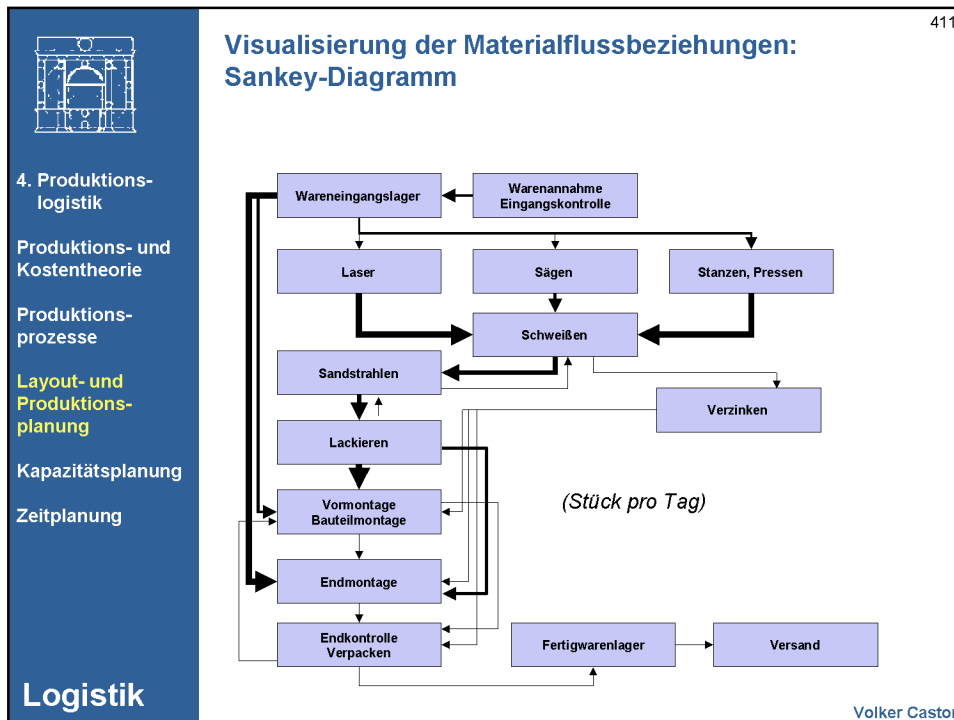 411
Visualisierung der Materialflussbeziehungen:
Sankey-Diagramm
4. Produktions-
logistik
Produktions- und
Kostentheorie
Produktions-
prozesse
Layout- und
Produktions-
planung
Kapazitätsplanung
Zeitplanung
Logistik
Wareneingangslager
Warenannahme
Eingangskontrolle
Laser
Sägen
Stanzen, Pressen
Schweißen
Sandstrahlen
Verzinken
Lackieren
Vormontage
Bauteilmontage
(Stück pro Tag)
Endmontage
Endkontrolle
Verpacken
Fertigwarenlager
Versand
Volker Castor